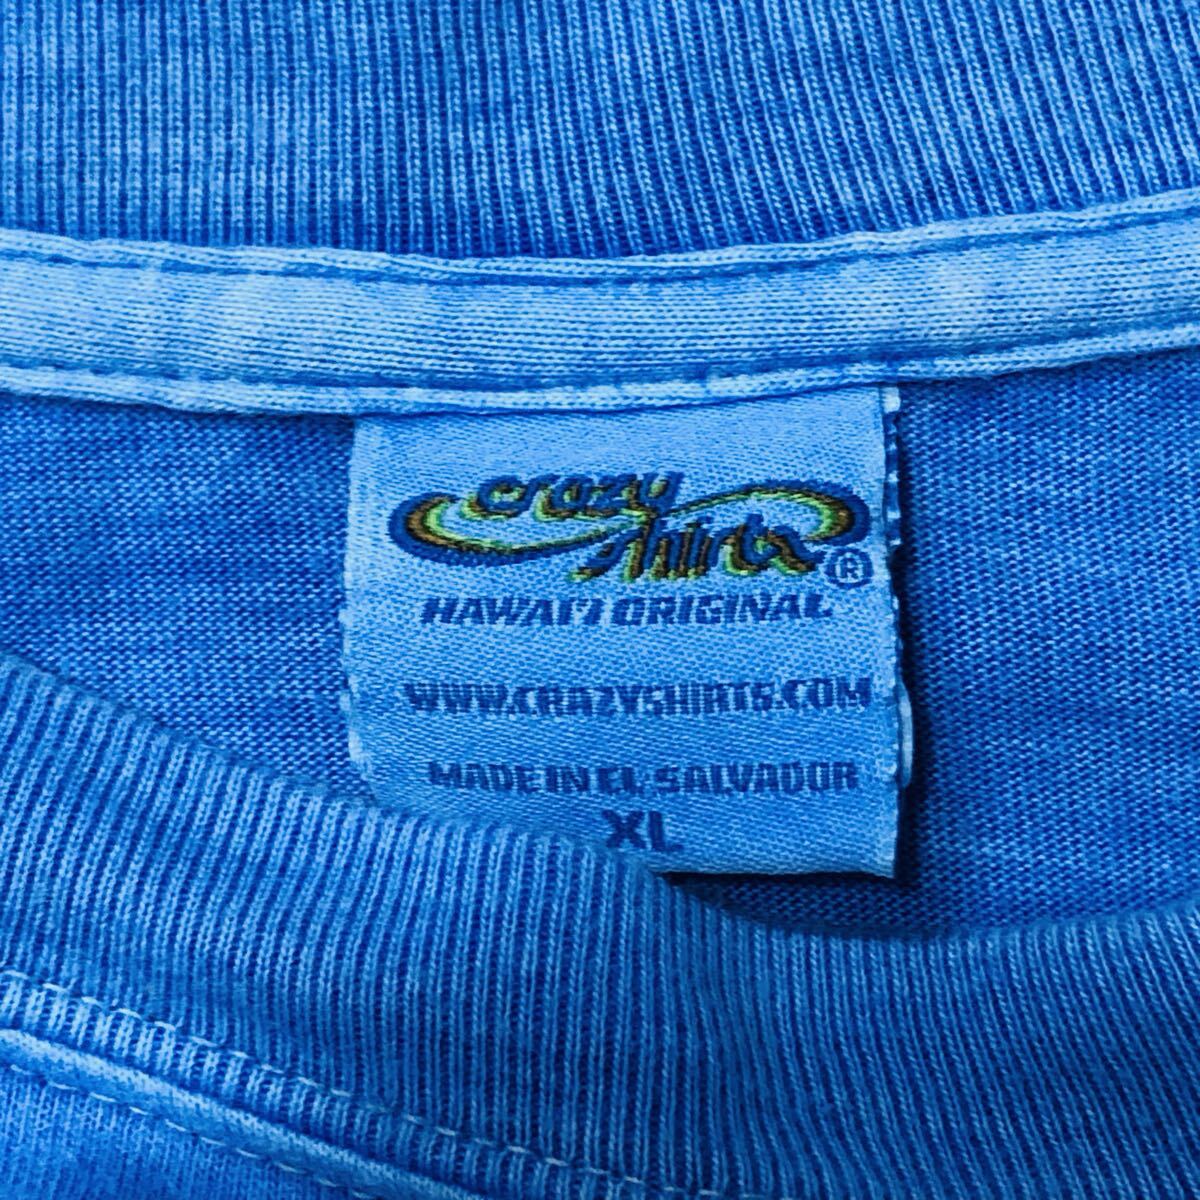 crazy
shirts ®
HAWAI'I ORIGINAL
WWW.CRAZYSHIRTS.COM
MADE IN EL SALVADOR
XL